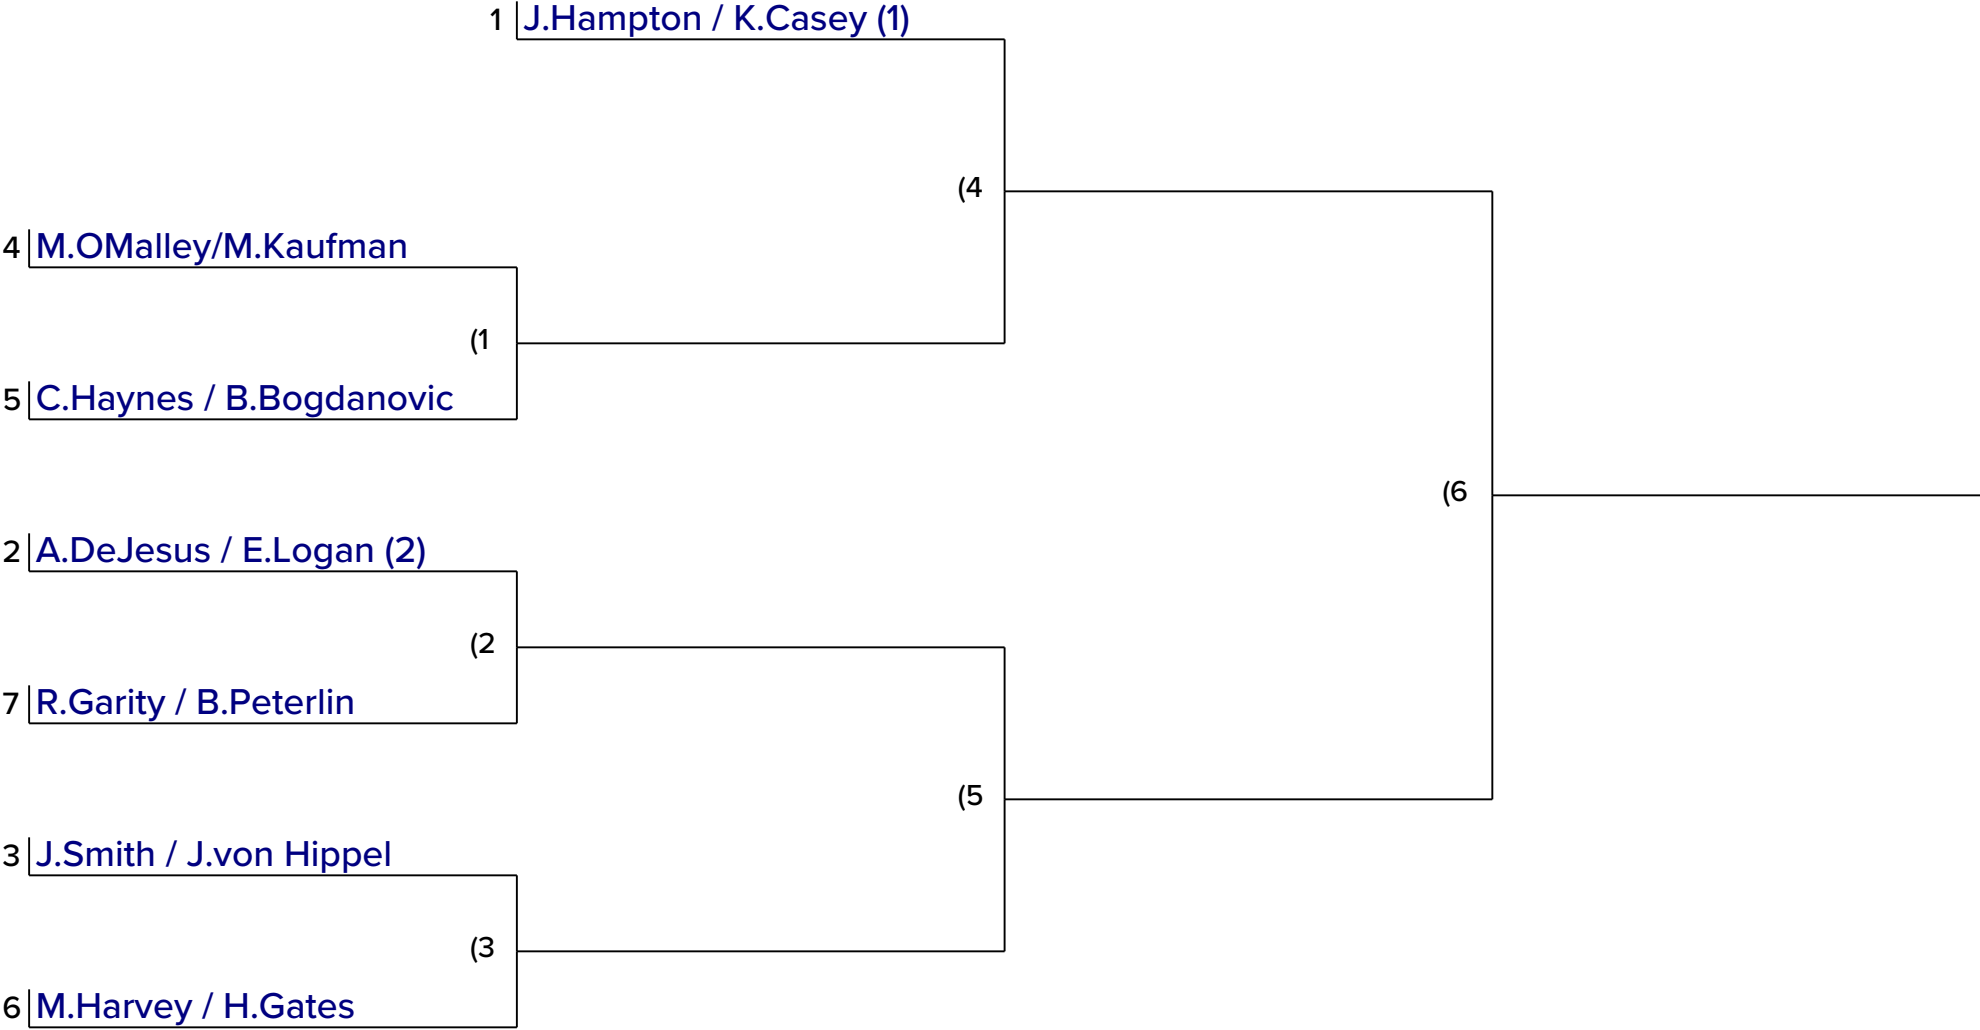 1 J.Hampton / K.Casey (1)
(4
4 M.OMalley/M.Kaufman
(1
5 C.Haynes / B.Bogdanovic
(6
2 A.DeJesus / E.Logan (2)
(2
7 R.Garity / B.Peterlin
(5
3 J.Smith / J.von Hippel
(3
6 M.Harvey / H.Gates